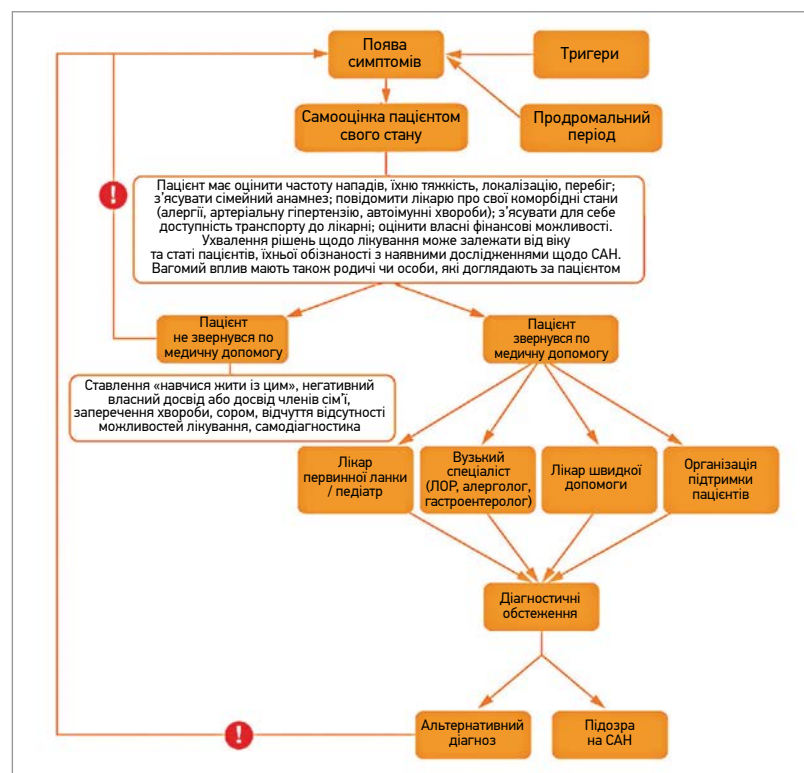 Поява
симптомів
Тригери
Самооцінка пацієнтом
свого стану
Продромальний
період
Пацієнт має оцінити частоту нападів, їхню тяжкість, локалізацію, перебіг;
з’ясувати сімейний анамнез; повідомити лікарю про свої коморбідні стани
(алергії, артеріальну гіпертензію, автоімунні хвороби); з’ясувати для себе
доступність транспорту до лікарні; оцінити власні фінансові можливості.
Ухвалення рішень щодо лікування може залежати від віку
та статі пацієнтів, їхньої обізнаності з наявними дослідженнями щодо САН.
Вагомий вплив мають також родичі чи особи, які доглядають за пацієнтом
!
Пацієнт
не звернувся по
медичну допомогу
Пацієнт
звернувся по
медичну допомогу
Ставлення «навчися жити із цим», негативний
власний досвід або досвід членів сім’ї,
заперечення хвороби, сором, відчуття відсутності
можливостей лікування, самодіагностика
Лікар
первинної ланки
/ педіатр
Вузький
спеціаліст
(ЛОР, алерголог,
гастроентеролог)
Лікар швидкої
допомоги
Організація
підтримки
пацієнтів
Діагностичні
обстеження
!
Альтернативний
діагноз
Підозра
на САН